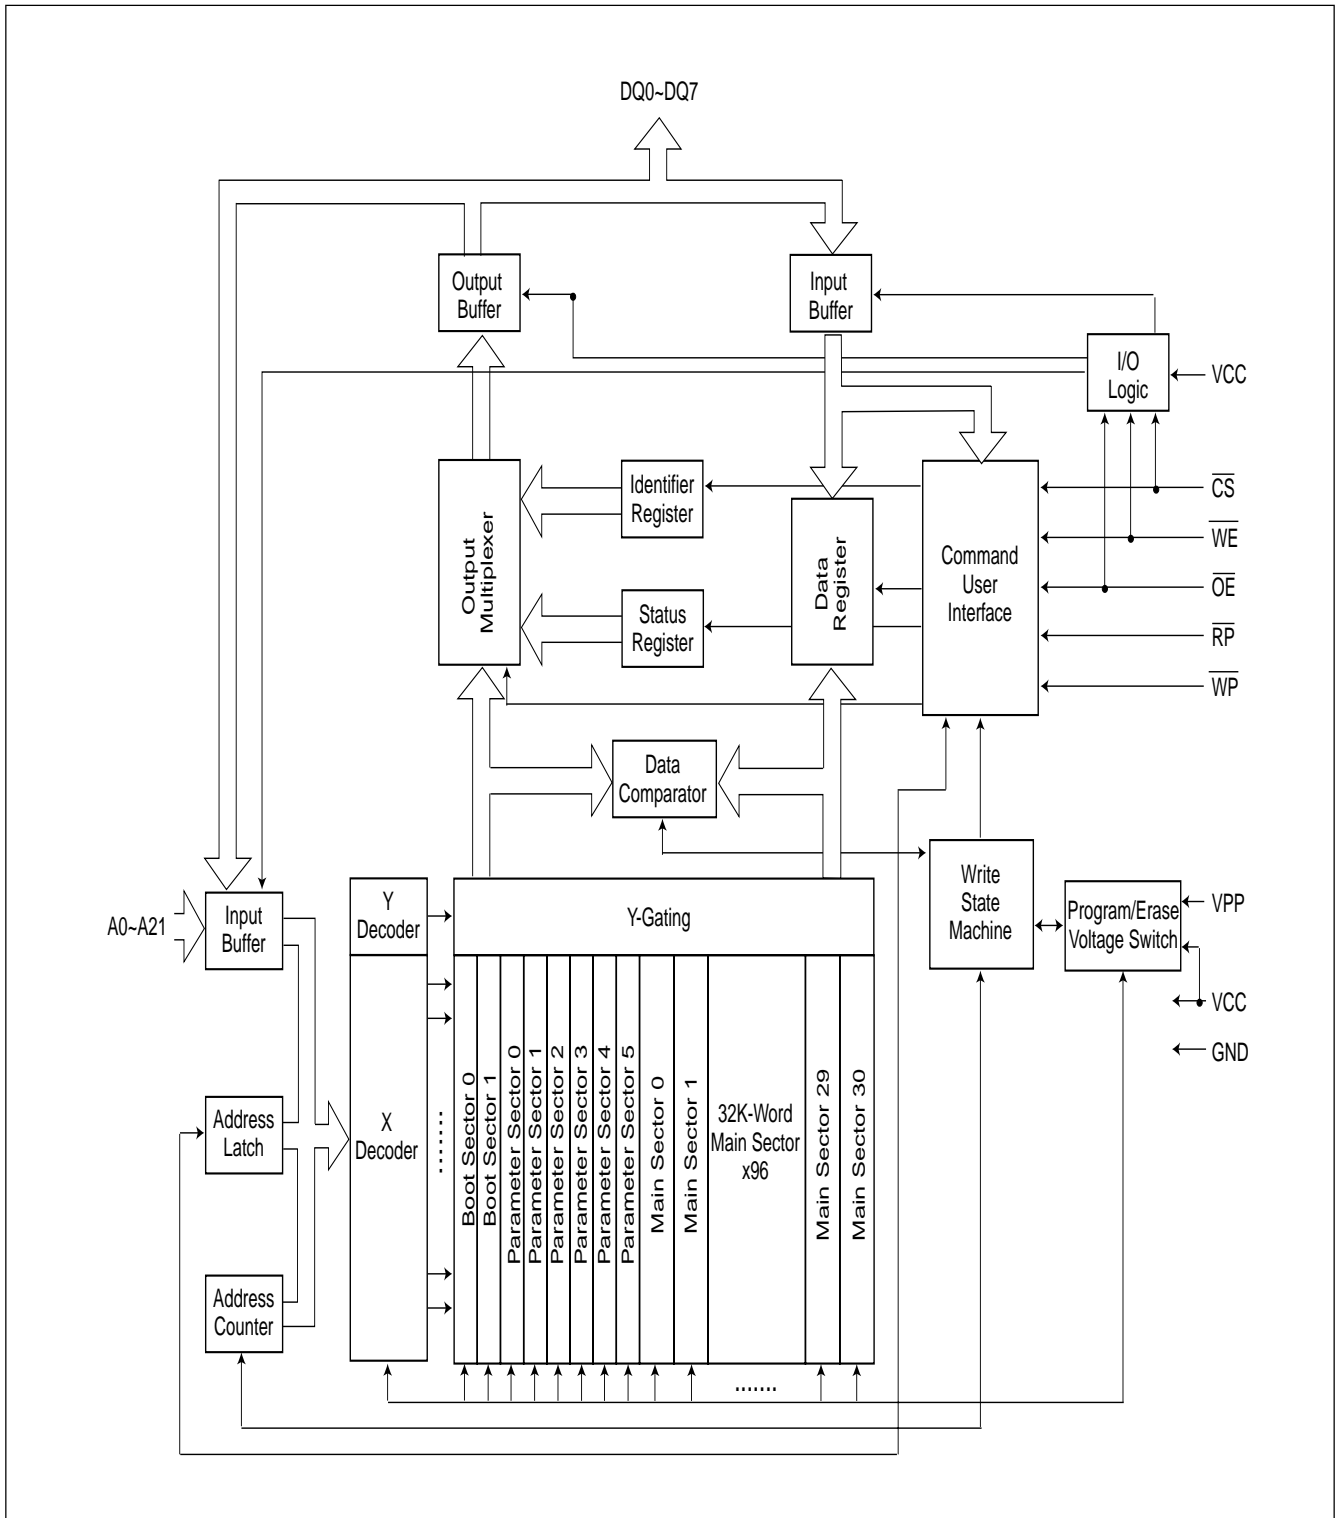 DQ0~DQ7
Output
Buffer
Input
Buffer
I/O
Logic
VCC
Output
Multiplexer
Identifier
Register
Status
Register
Data
Register
Command
User
Interface
CS
WE
OE
RP
WP
Data
Comparator
A0~A21
Input
Buffer
Y
Decoder
Y-Gating
Write
State
Machine
Program/Erase
Voltage Switch
VPP
VCC
GND
Address
Latch
X
Decoder
.......
Boot Sector 0
Boot Sector 1
Parameter Sector 0
Parameter Sector 1
Parameter Sector 2
Parameter Sector 3
Parameter Sector 4
Parameter Sector 5
Main Sector 0
Main Sector 1
32K-Word
Main Sector
x96
Main Sector 29
Main Sector 30
Address
Counter
.......